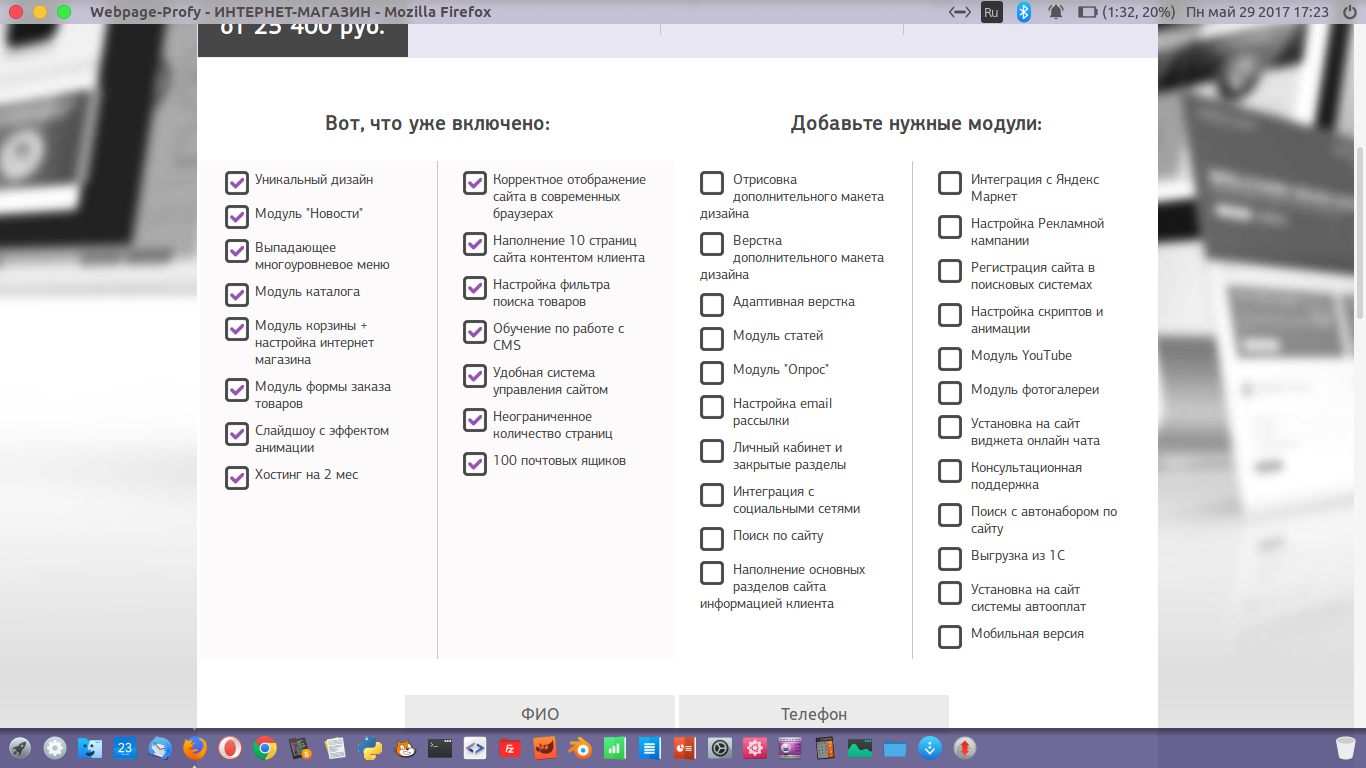 Webpage-Profy - ИНТЕРНЕТ-МАГАЗИН - Mozilla Firefox
Ru
(1:32, 20%)
Пн май 29 2017 17:23
от 25 400 руб.
Вот, что уже включено:
Уникальный дизайн
Модуль "Новости"
Выпадающее
многоуровневое меню
Модуль каталога
Модуль корзины +
настройка интернет
магазина
Модуль формы заказа
товаров
Слайдшоу с эффектом
анимации
Хостинг на 2 мес
Корректное отображение
сайта в современных
браузерах
Наполнение 10 страниц
сайта контентом клиента
Настройка фильтра
поиска товаров
Обучение по работе с
CMS
Удобная система
управления сайтом
Неограниченное
количество страниц
100 почтовых ящиков
Добавьте нужные модули:
Отрисовка
дополнительного макета
дизайна
Верстка
дополнительного макета
дизайна
Адаптивная верстка
Модуль статей
Модуль "Опрос"
Настройка email
рассылки
Личный кабинет и
закрытые разделы
Интеграция с
социальными сетями
Поиск по сайту
Наполнение основных
разделов сайта
информацией клиента
Интеграция с Яндекс
Маркет
Настройка Рекламной
кампании
Регистрация сайта в
поисковых системах
Настройка скриптов и
анимации
Модуль YouTube
Модуль фотогалереи
Установка на сайт
виджета онлайн чата
Консультационная
поддержка
Поиск с автонабором по
сайту
Выгрузка из 1С
Установка на сайт
системы автооплат
Мобильная версия
ФИО
Телефон
23
fz